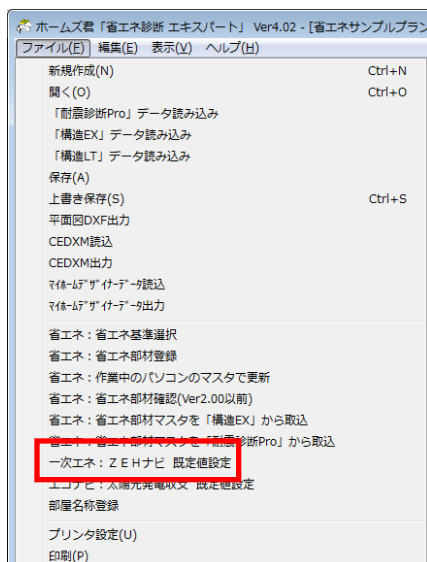 ホームズ君「省エネ診断 エキスパート」 Ver4.02 - [省エネサンプルプラン
ファイル(F) 編集(E) 表示(V) ヘルプ(H)
新規作成(N) Ctrl+N
開く(O) Ctrl+O
「耐震診断Pro」データ読み込み
「構造EX」データ読み込み
「構造LT」データ読み込み
保存(A)
上書き保存(S) Ctrl+S
平面図DXF出力
CEDXM読込
CEDXM出力
ﾏｲﾎｰﾑﾃﾞｻﾞｲﾅｰﾃﾞｰﾀ読込
ﾏｲﾎｰﾑﾃﾞｻﾞｲﾅｰﾃﾞｰﾀ出力
省エネ：省エネ基準選択
省エネ：省エネ部材登録
省エネ：作業中のパソコンのマスタで更新
省エネ：省エネ部材確認(Ver2.00以前)
省エネ：省エネ部材マスタを「構造EX」から取込
省エネ：省エネ部材マスタを「耐震診断Pro」から取込
一次エネ：ＺＥＨナビ 既定値設定
エコナビ：太陽光発電収支 既定値設定
部屋名称登録
プリンタ設定(U)
印刷(P)